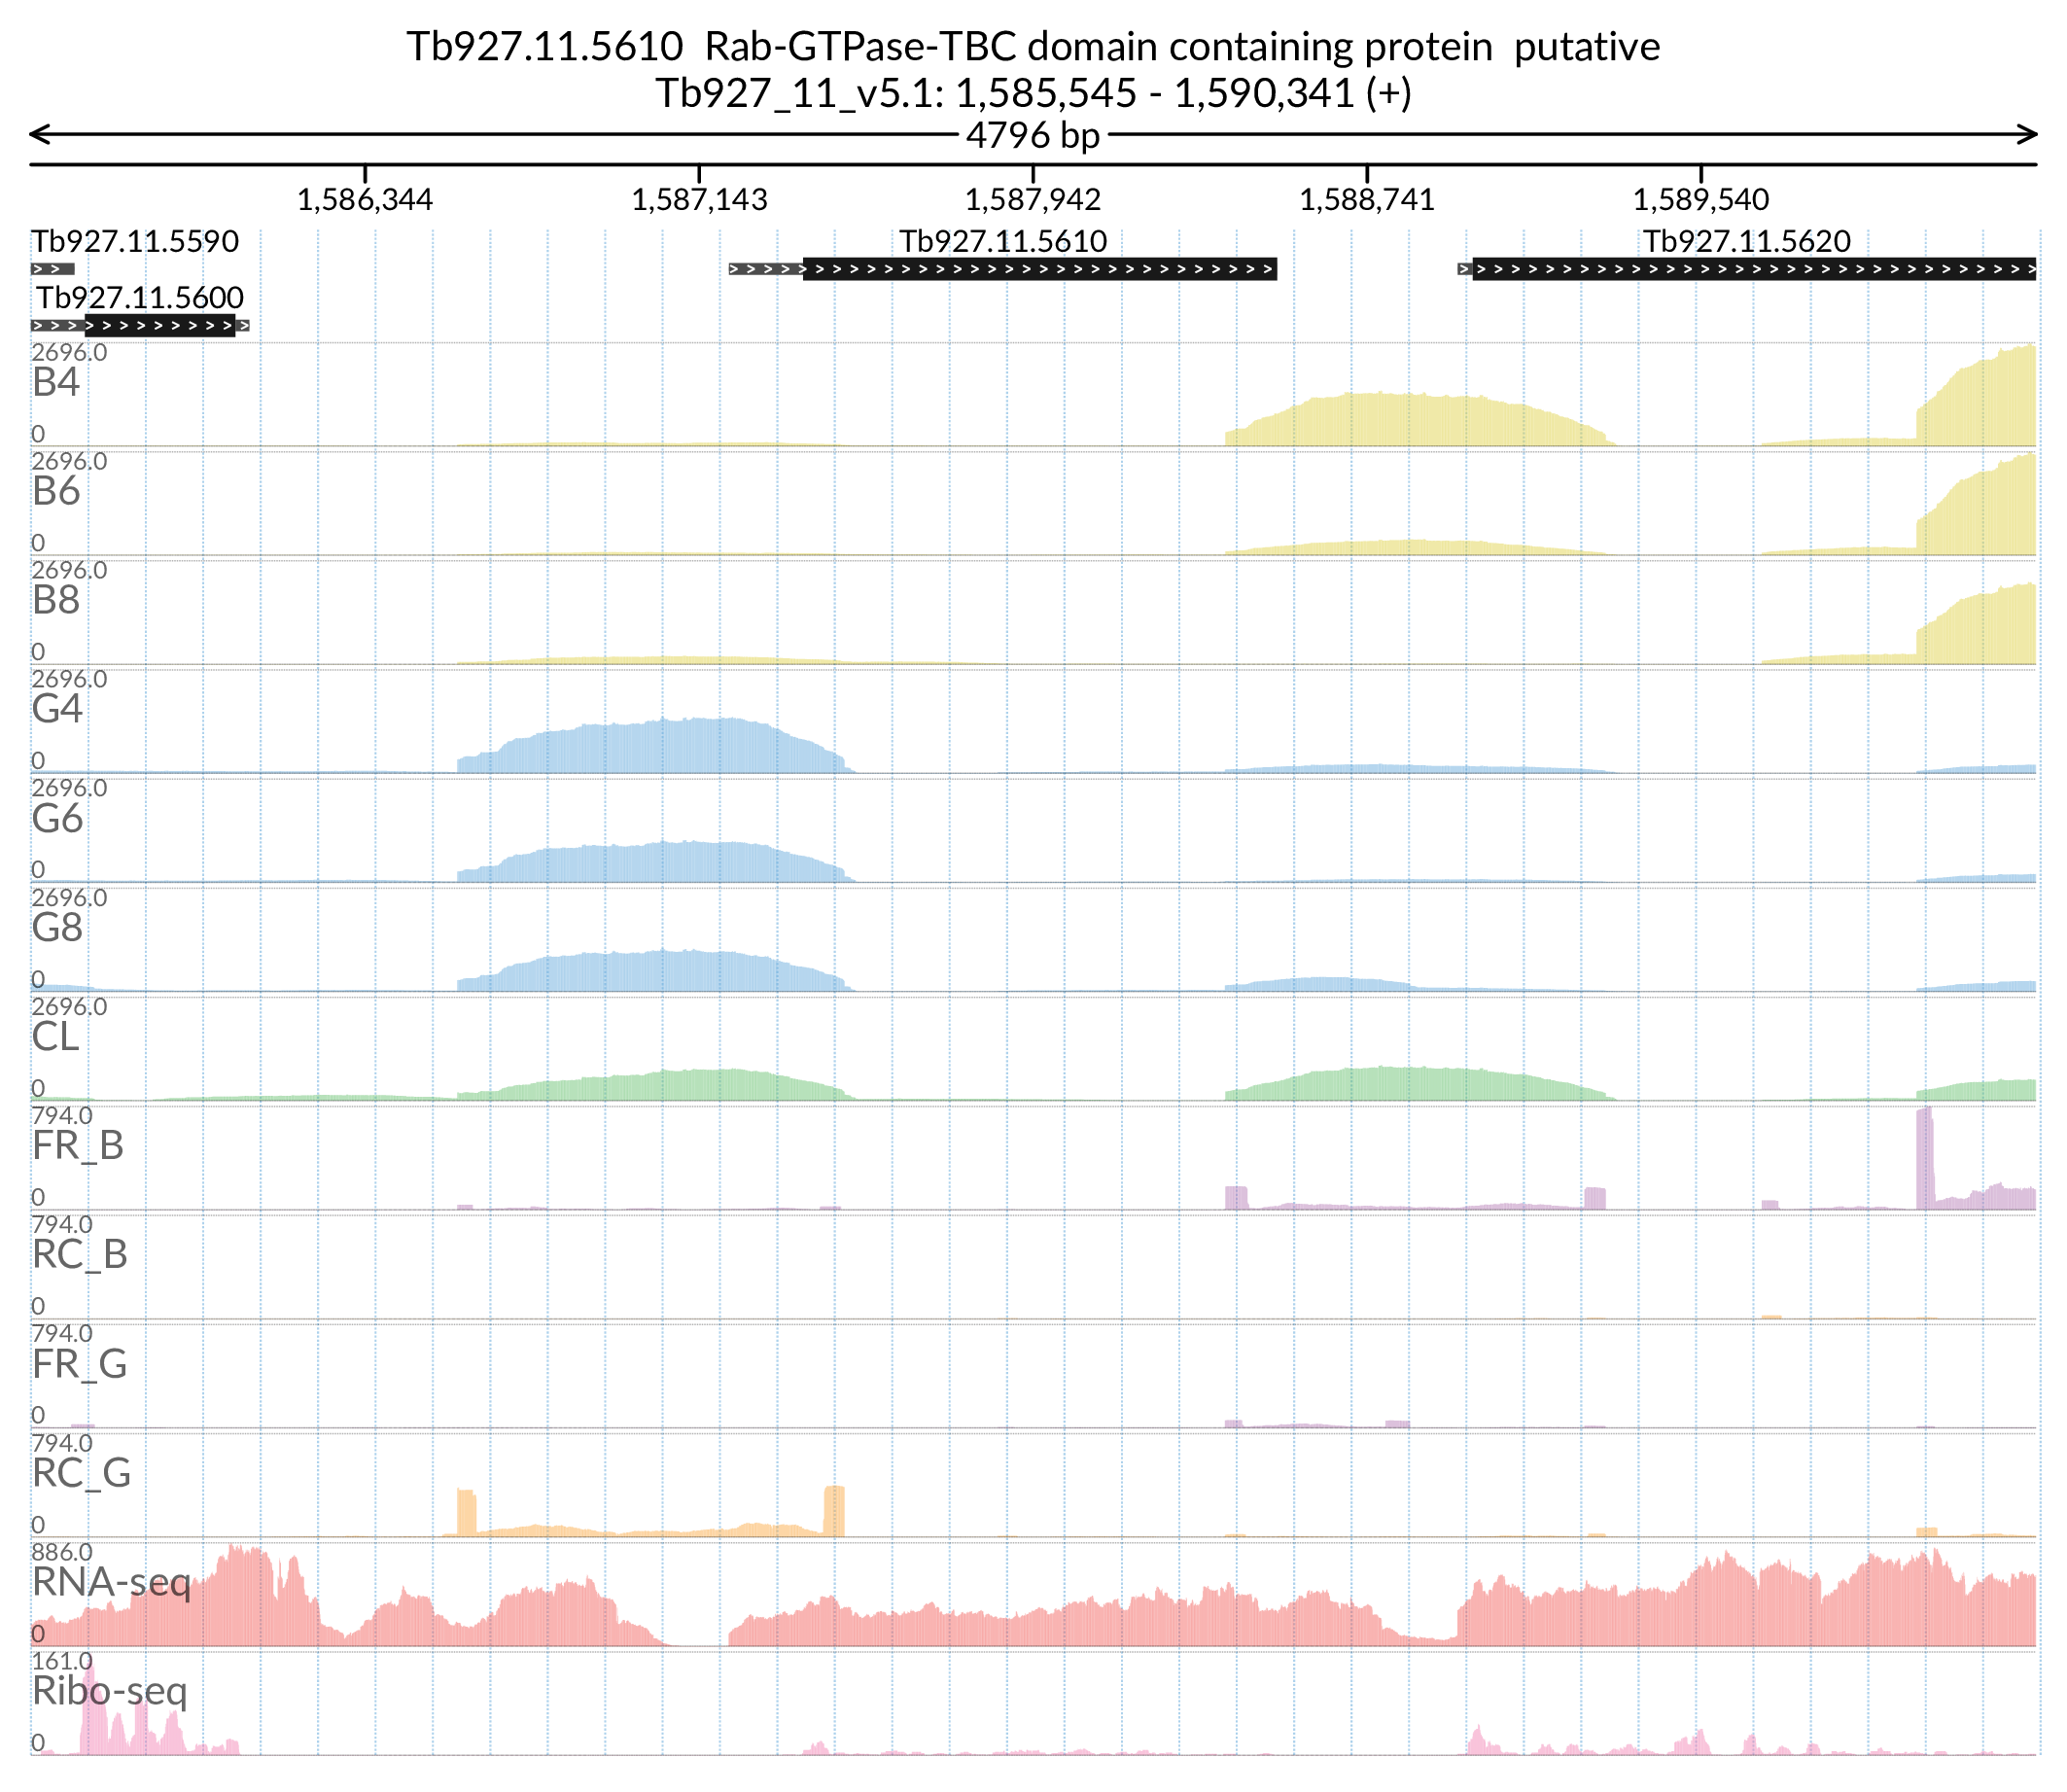 Tb927.11.5610  Rab-GTPase-TBC domain containing protein  putative
Tb927_11_v5.1: 1,585,545 - 1,590,341 (+)
4796 bp
1,586,344 1,587,143 1,587,942 1,588,741 1,589,540
Tb927.11.5590 Tb927.11.5610 Tb927.11.5620
Tb927.11.5600
2696.0
B4
0
2696.0
B6
0
2696.0
B8
0
2696.0
G4
0
2696.0
G6
0
2696.0
G8
0
2696.0
CL
0
794.0
FR_B
0
794.0
RC_B
0
794.0
FR_G
0
794.0
RC_G
0
886.0
RNA-seq
0
161.0
Ribo-seq
0